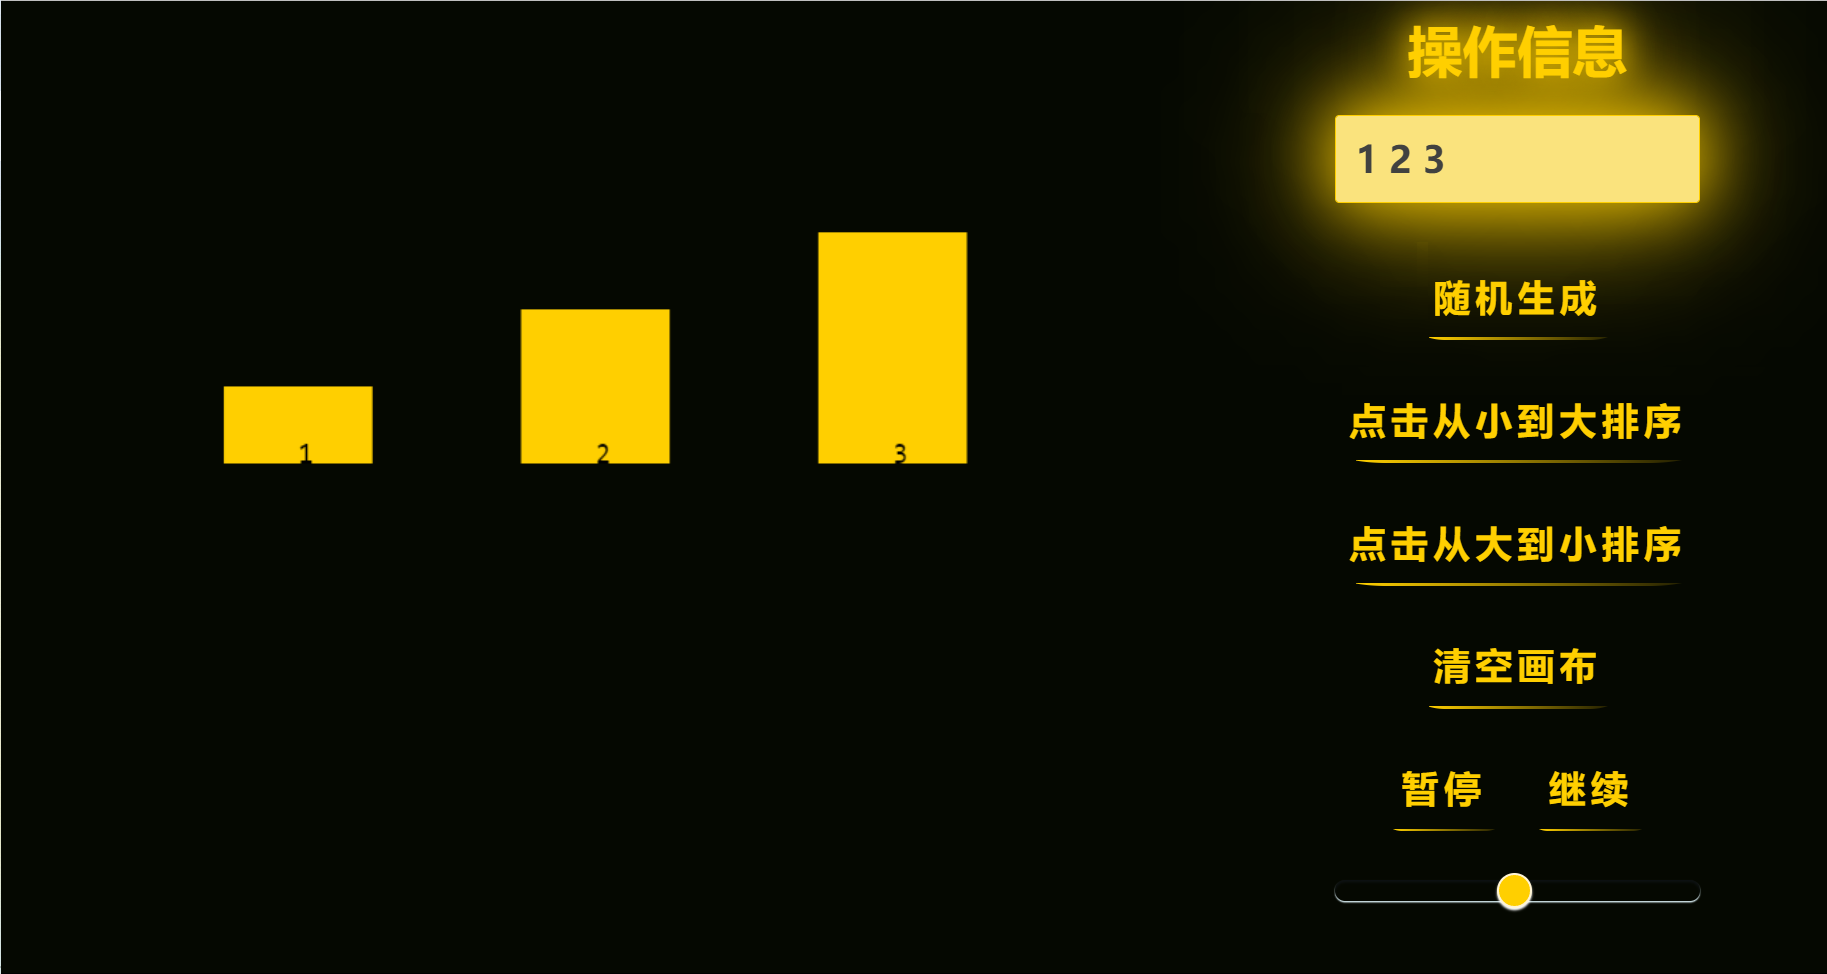 操作信息
1 2 3
随机生成
点击从小到大排序
点击从大到小排序
清空画布
暂停 继续
1 2 3